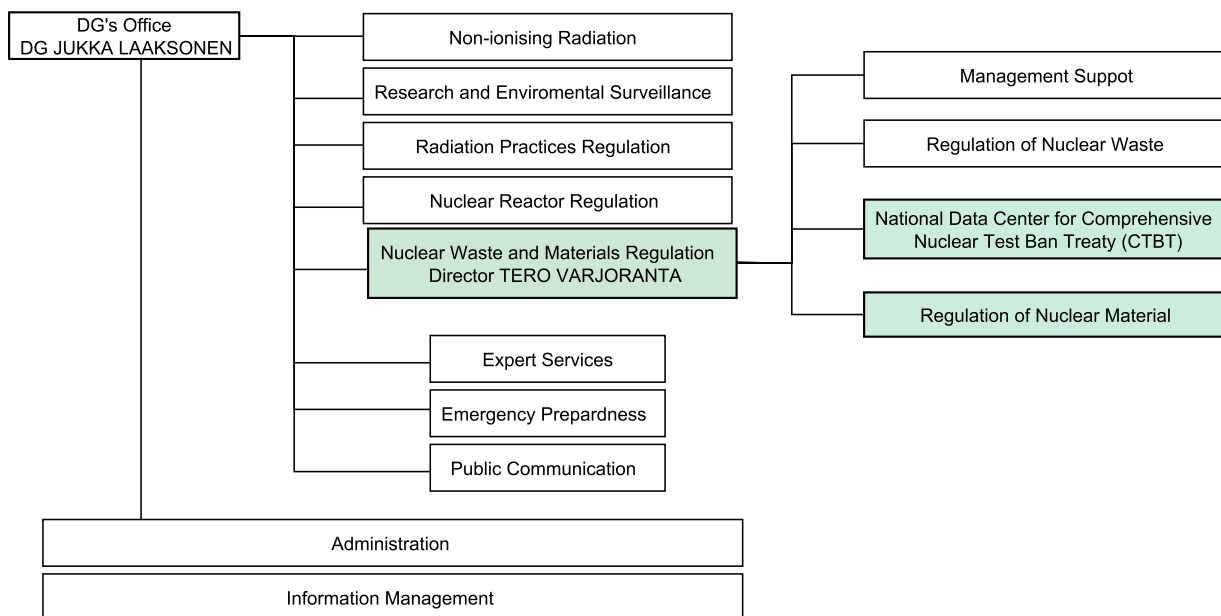 DG's Office
DG JUKKA LAAKSONEN
Non-ionising Radiation
Research and Enviromental Surveillance
Radiation Practices Regulation
Nuclear Reactor Regulation
Nuclear Waste and Materials Regulation
Director TERO VARJORANTA
Expert Services
Emergency Prepardness
Public Communication
Administration
Information Management
Management Suppot
Regulation of Nuclear Waste
National Data Center for Comprehensive
Nuclear Test Ban Treaty (CTBT)
Regulation of Nuclear Material